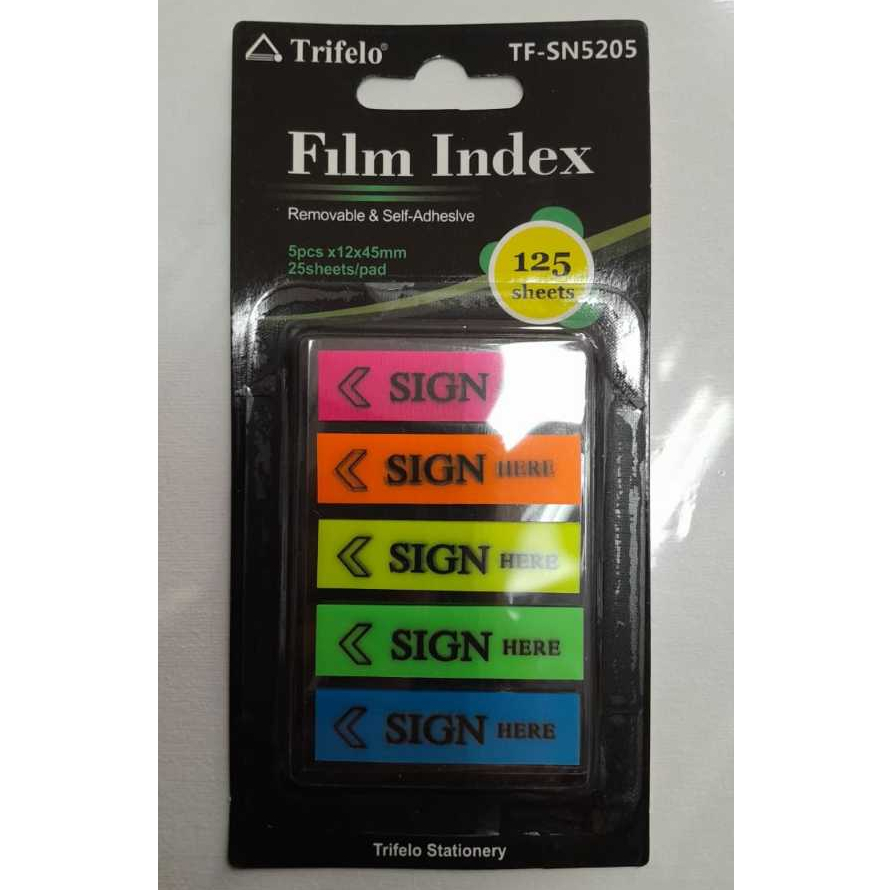 Trifelo® TF-SN5205
Film Index
Removable & Self-Adhesive
5pcs x12x45mm
25sheets/pad
125
sheets
SIGN
SIGN HERE
SIGN HERE
SIGN HERE
SIGN HERE
Trifelo Stationery